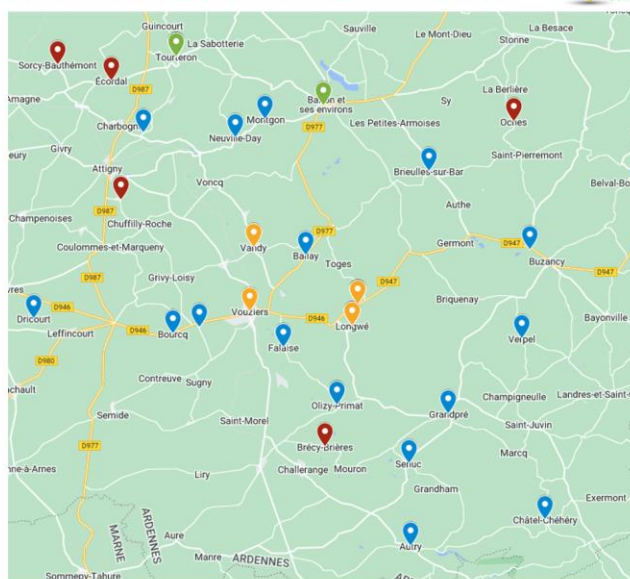 Guincourt
Sauville
La Besace
Sorcy-Bauthémont
La Sabotterie
Tourteron
Le Mont-Dieu
Stonne
Écordal
D987
La Berlière
Amagne
Montgon
Sy
Oches
Charbogne
Neuville-Day
ses environs
D977
Les Petites-Armoises
Givry
Saint-Pierremont
Attigny
Brieulles-sur-Bar
Voncq
Belval-Bo
D987
Authe
Champenoises
Chuffilly-Roche
D977
Vandy
Ballay
Germont
D947
Coulommes-et-Marqueny
Toges
Buzancy
D947
D987
Grivy-Loisy
D947
Briquenay
D946
Vouziers
Bayonville
Dricourt
D946
D946
Longwé
Leffincourt
Bourcq
Falaise
Verpel
D980
Contreuve
Sugny
Champigneulle
Landres-et-Saint-G
Olizy-Primat
Semide
Saint-Morel
Grandpré
Saint-Juvin
D977
Brécy-Brières
Marcq
Senuc
Liry
Challerange
Mouron
Grandham
Exermont
Châtel-Chéhéry
ARDENNES
MARNE
Aure
Autry
Manre
ARDENNES
Sommepy-Tahure